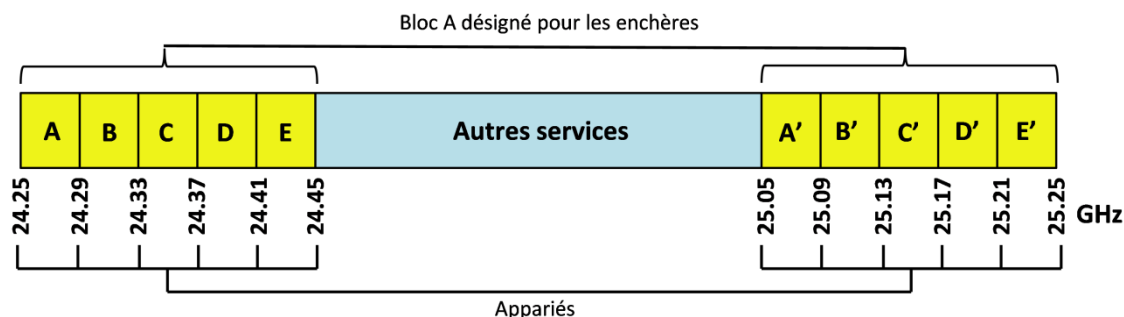 Bloc A désigné pour les enchères
A B C D E Autres services A’ B’ C’ D’ E’
24.25 24.29 24.33 24.37 24.41 24.45 25.05 25.09 25.13 25.17 25.21 25.25 GHz
Appariés